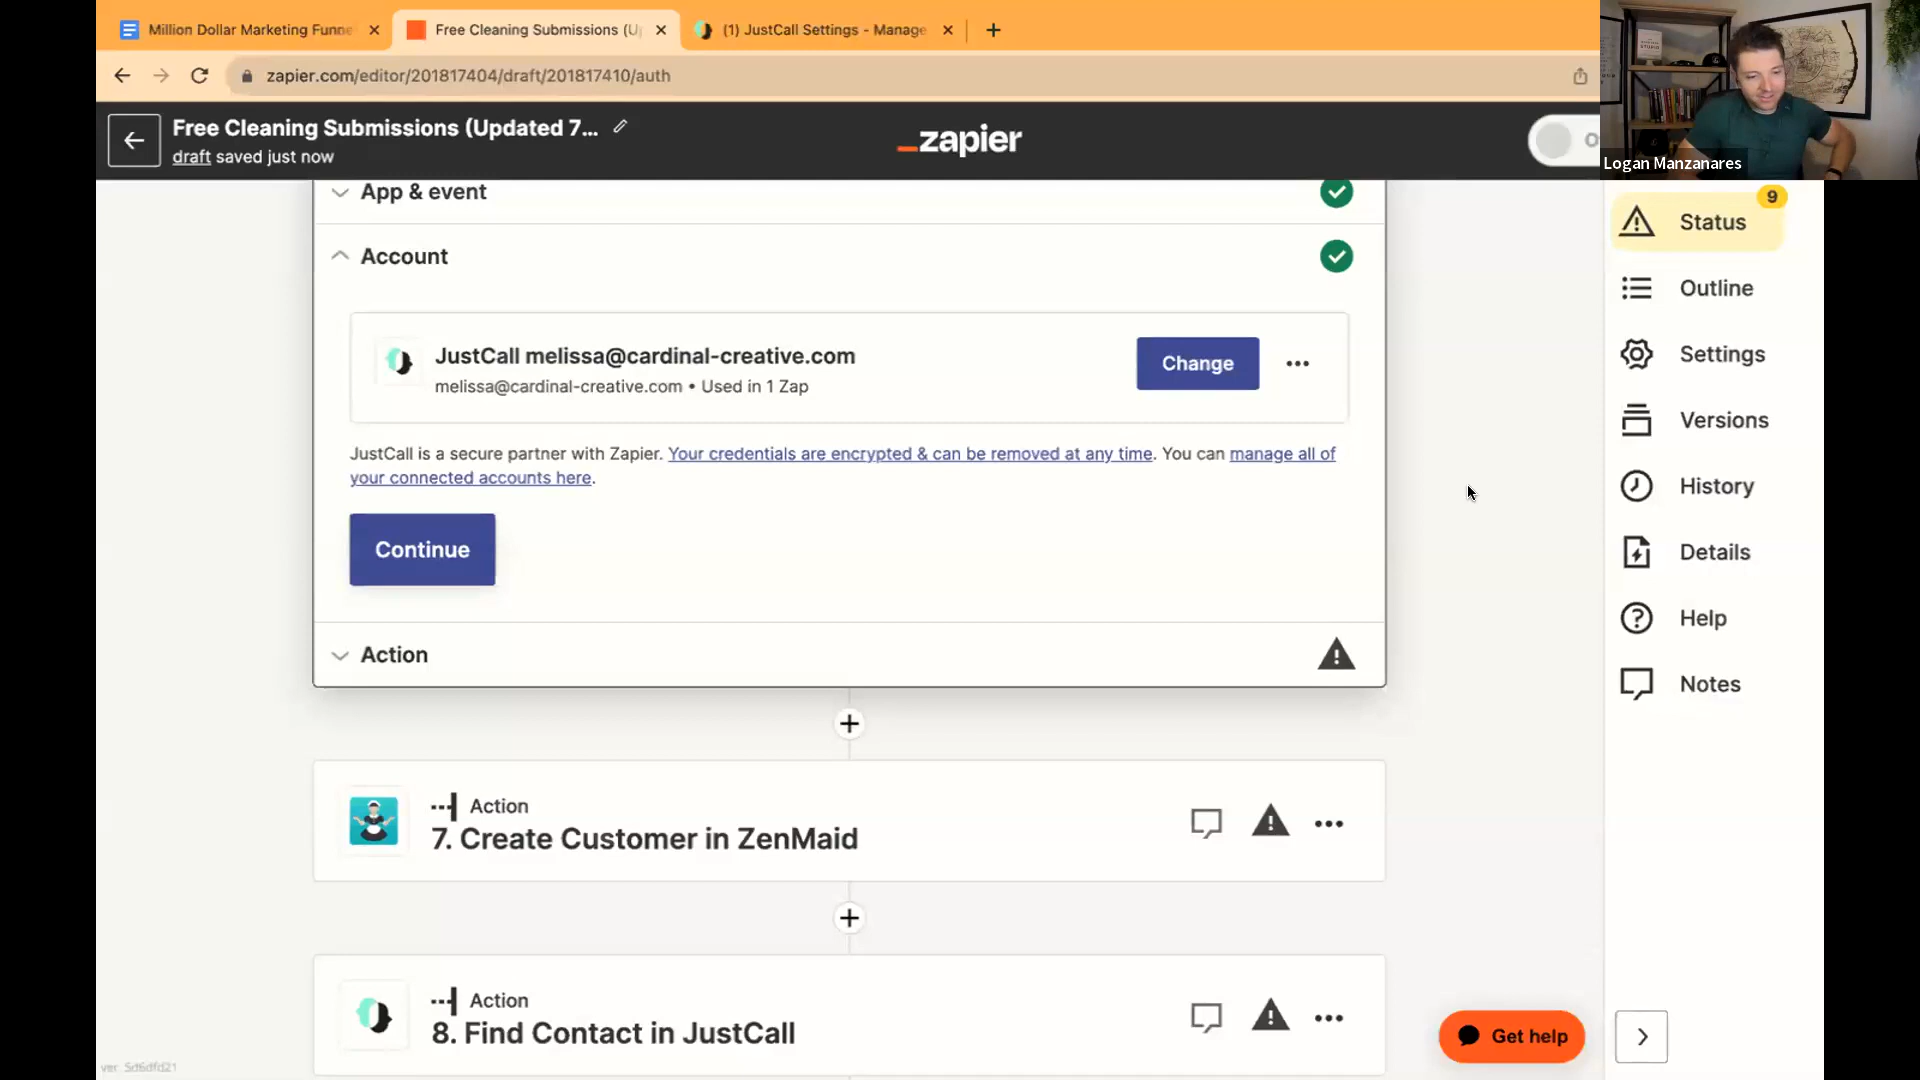 Million Dollar Marketing Funne
Free Cleaning Submissions (U
(1) JustCall Settings - Manage
zapier.com/editor/201817404/draft/201817410/auth
Free Cleaning Submissions (Updated 7...
draft saved just now
zapier
Logan Manzanares
App & event
Account
JustCall melissa@cardinal-creative.com
melissa@cardinal-creative.com • Used in 1 Zap
Change
JustCall is a secure partner with Zapier. Your credentials are encrypted & can be removed at any time. You can manage all of
your connected accounts here.
Continue
Action
Action
7. Create Customer in ZenMaid
Action
8. Find Contact in JustCall
9
Status
Outline
Settings
Versions
History
Details
Help
Notes
Get help
ver. 5d6dfd21